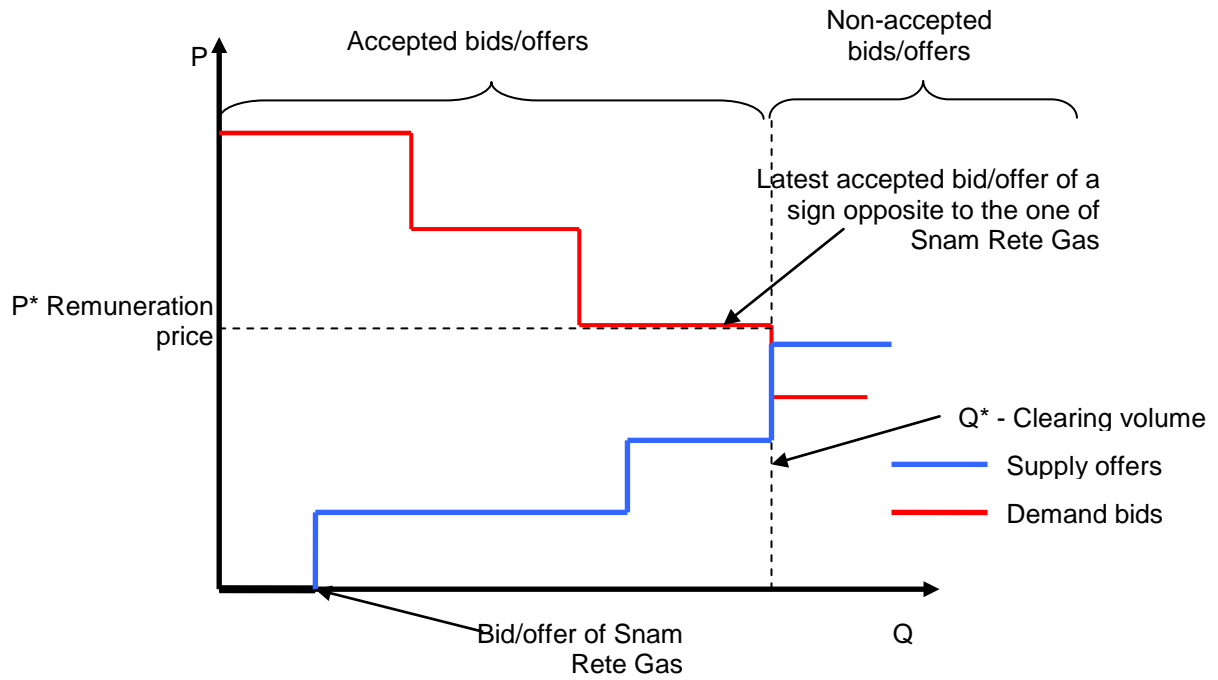 Accepted bids/offers
Non-accepted
bids/offers
P
Latest accepted bid/offer of a
sign opposite to the one of
Snam Rete Gas
P* Remuneration
price
Q* - Clearing volume
Supply offers
Demand bids
Bid/offer of Snam
Rete Gas
Q